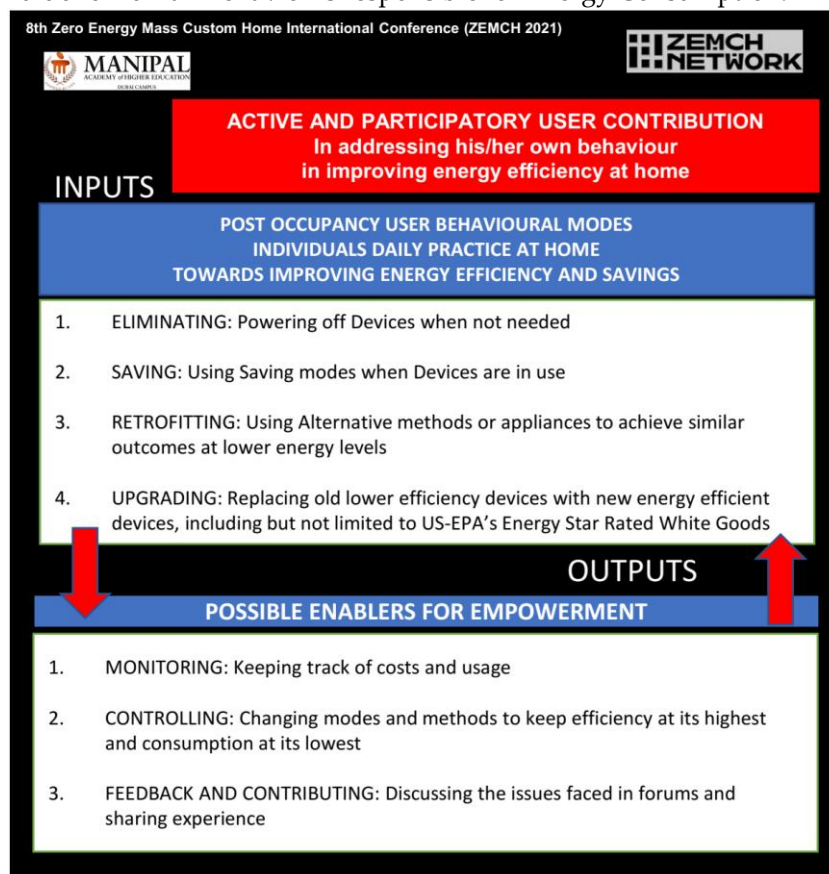 8th Zero Energy Mass Custom Home International Conference (ZEMCH 2021)
MANIPAL
ACADEMY of HIGHER EDUCATION
DUBAI CAMPUS
ZEMCH
NETWORK
ACTIVE AND PARTICIPATORY USER CONTRIBUTION
In addressing his/her own behaviour
in improving energy efficiency at home
INPUTS
POST OCCUPANCY USER BEHAVIOURAL MODES
INDIVIDUALS DAILY PRACTICE AT HOME
TOWARDS IMPROVING ENERGY EFFICIENCY AND SAVINGS
1. ELIMINATING: Powering off Devices when not needed
2. SAVING: Using Saving modes when Devices are in use
3. RETROFITTING: Using Alternative methods or appliances to achieve similar
outcomes at lower energy levels
4. UPGRADING: Replacing old lower efficiency devices with new energy efficient
devices, including but not limited to US-EPA's Energy Star Rated White Goods
OUTPUTS
POSSIBLE ENABLERS FOR EMPOWERMENT
1. MONITORING: Keeping track of costs and usage
2. CONTROLLING: Changing modes and methods to keep efficiency at its highest
and consumption at its lowest
3. FEEDBACK AND CONTRIBUTING: Discussing the issues faced in forums and
sharing experience